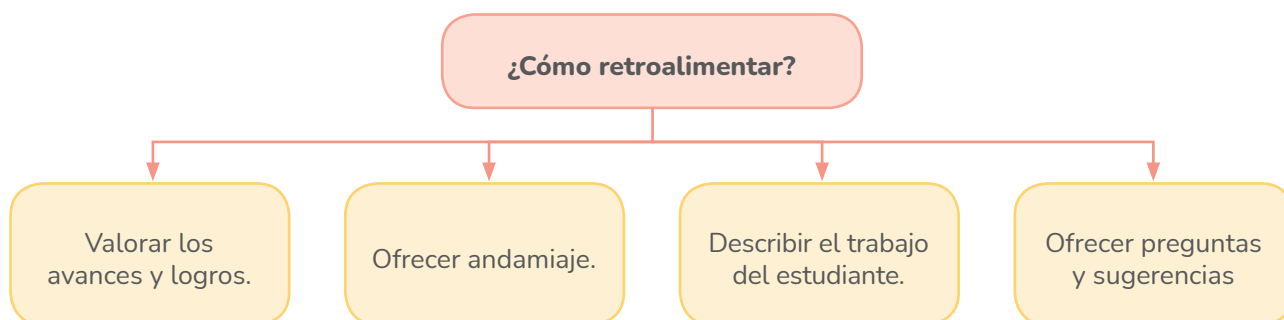 ¿Cómo retroalimentar?
Valorar los
avances y logros.
Ofrecer andamiaje.
Describir el trabajo
del estudiante.
Ofrecer preguntas
y sugerencias